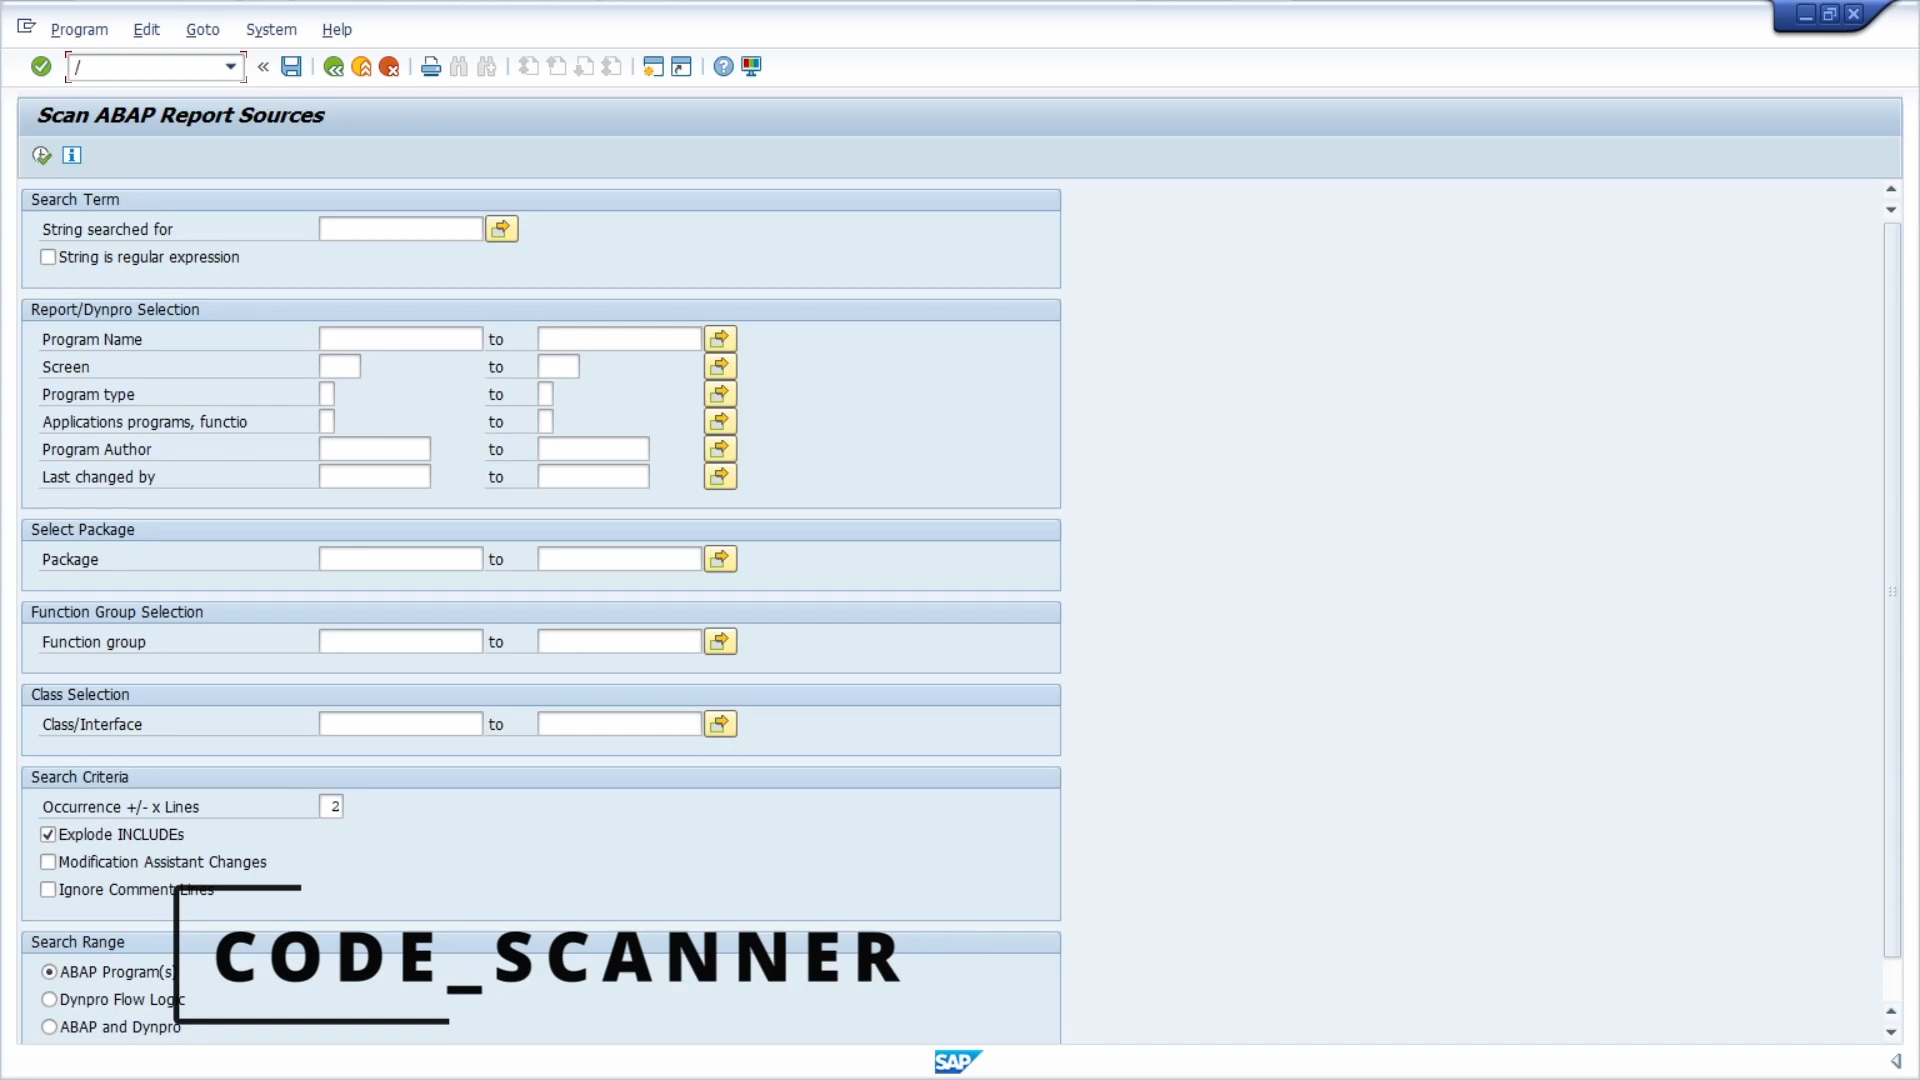 Program Edit Goto System Help
/
Scan ABAP Report Sources
Search Term
String searched for
String is regular expression
Report/Dynpro Selection
Program Name to
Screen to
Program type to
Applications programs, functio to
Program Author to
Last changed by to
Select Package
Package to
Function Group Selection
Function group to
Class Selection
Class/Interface to
Search Criteria
Occurrence +/- x Lines 2
Explode INCLUDEs
Modification Assistant Changes
Ignore Comment Lines
Search Range
ABAP Program(s)
CODE_SCANNER
Dynpro Flow Logic
ABAP and Dynpro
SAP